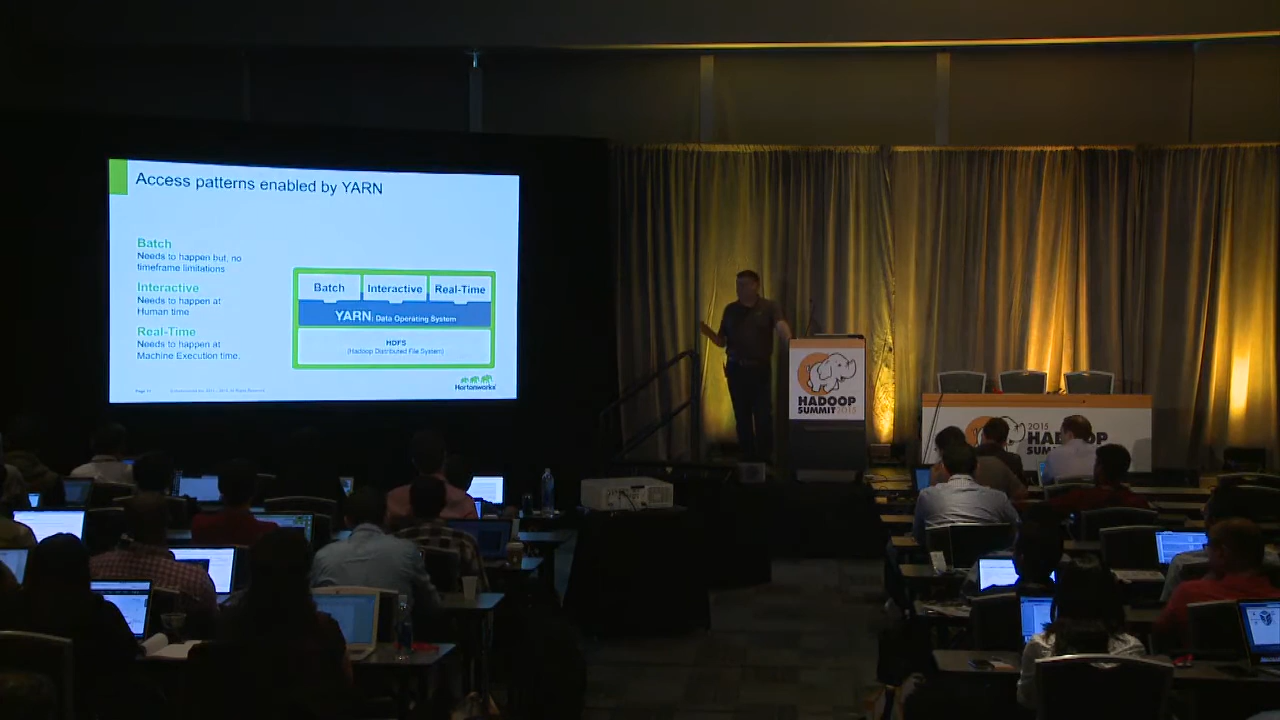 Access patterns enabled by YARN
Batch
Needs to happen but, no
timeframe limitations
Interactive
Needs to happen at
Human time
Real-Time
Needs to happen at
Machine Execution time.
Batch
Interactive
Real-Time
YARN: Data Operating System
HDFS
(Hadoop Distributed File System)
Hortonworks
HADOOP
SUMMIT 2015
2015
HADOOP